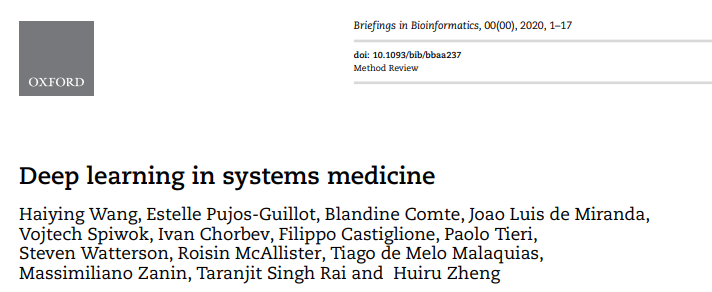 OXFORD
Briefings in Bioinformatics, 00(00), 2020, 1–17
doi: 10.1093/bib/bbaa237
Method Review
Deep learning in systems medicine
Haiying Wang, Estelle Pujos-Guillot, Blandine Comte, Joao Luis de Miranda,
Vojtech Spiwok, Ivan Chorbev, Filippo Castiglione, Paolo Tieri,
Steven Watterson, Roisin McAllister, Tiago de Melo Malaquias,
Massimiliano Zanin, Taranjit Singh Rai and Huiru Zheng